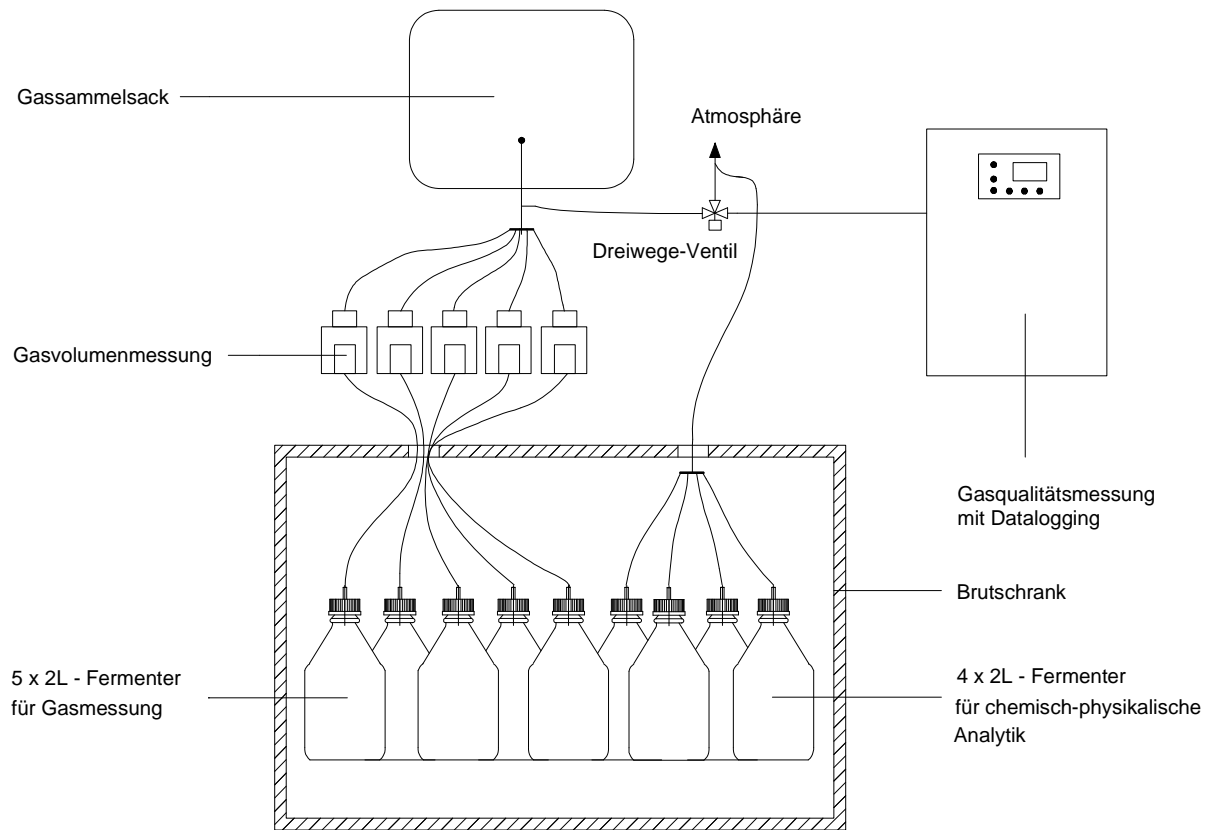 Gassammelsack
Atmosphäre
Dreiwege-Ventil
Gasvolumenmessung
Gasqualitätsmessung
mit Datalogging
Brutschrank
5 x 2L - Fermenter
für Gasmessung
4 x 2L - Fermenter
für chemisch-physikalische
Analytik